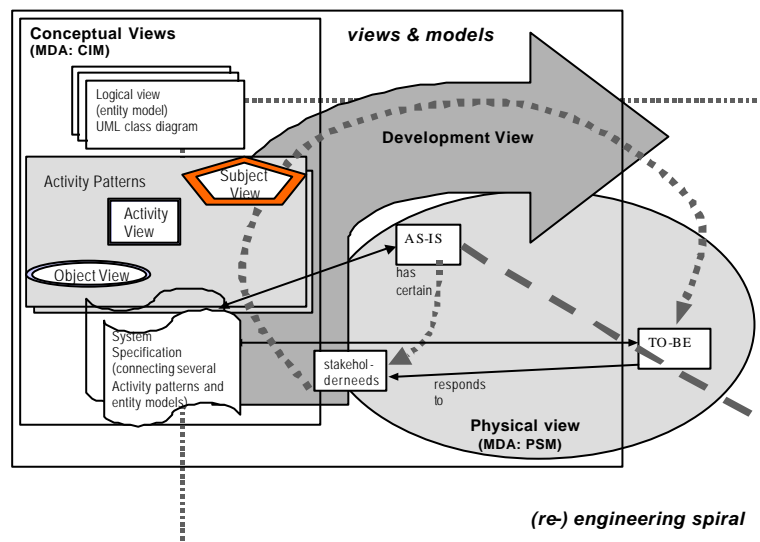 Conceptual Views
(MDA: CIM)
views & models
Logical view
(entity model)
UML class diagram
Development View
Activity Patterns
Subject
View
Activity
View
Object View
AS-IS
has
certain
System
Specification
(connecting several
Activity patterns and
entity models)
stakehol-
derneeds
TO-BE
responds
to
Physical view
(MDA: PSM)
(re-) engineering spiral